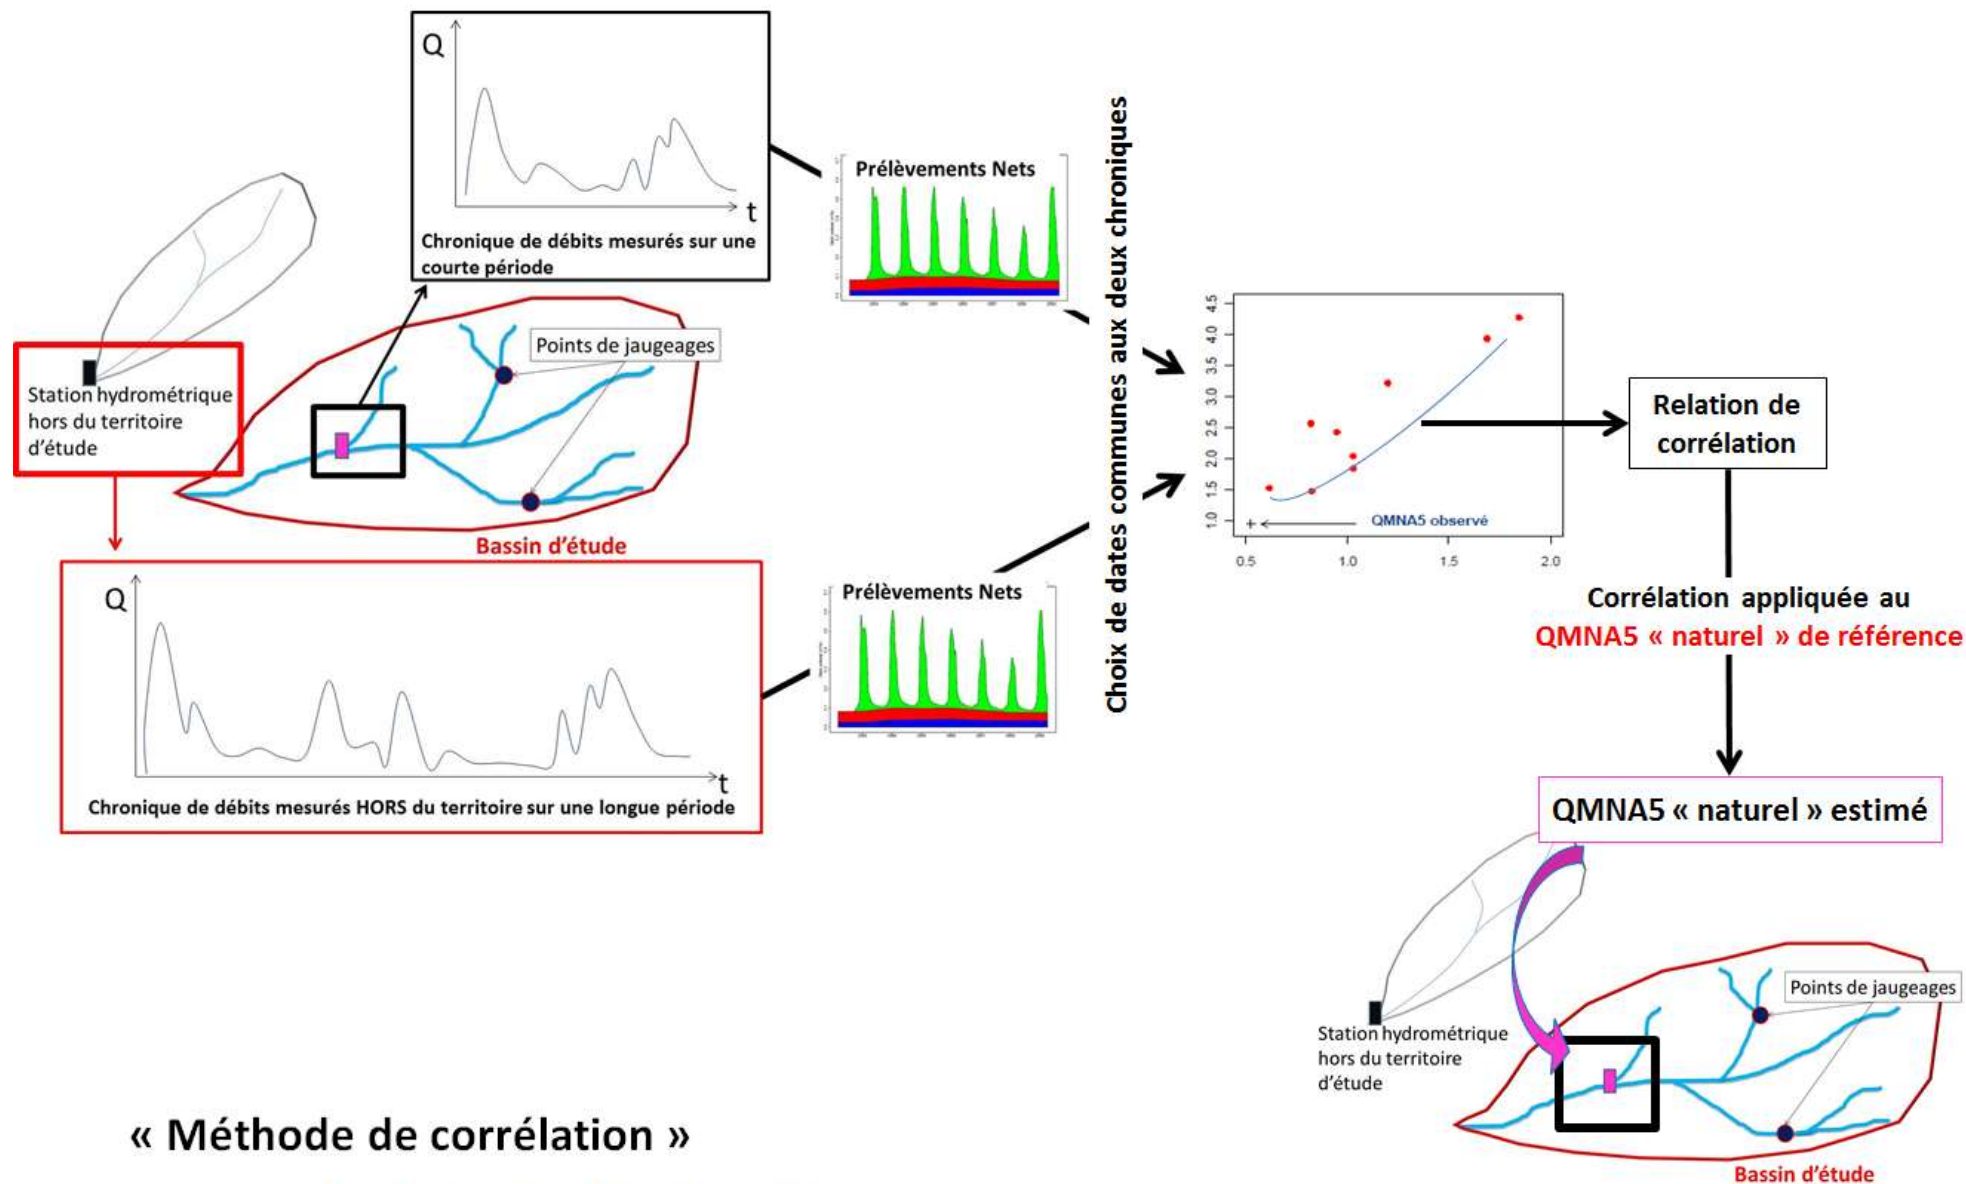 Q
t
Chronique de débits mesurés sur une
courte période
Prélèvements Nets
Choix de dates communes aux deux chroniques
Points de jaugeages
Station hydrométrique
hors du territoire
d'étude
Bassin d'étude
Q
t
Chronique de débits mesurés HORS du territoire sur une longue période
Prélèvements Nets
4.5
4.0
3.5
3.0
2.5
2.0
1.5
1.0
+
QMNA5 observé
0.5 1.0 1.5 2.0
Relation de
corrélation
Corrélation appliquée au
QMNA5 « naturel » de référence
QMNA5 « naturel » estimé
Points de jaugeages
Station hydrométrique
hors du territoire
d'étude
Bassin d'étude
« Méthode de corrélation »